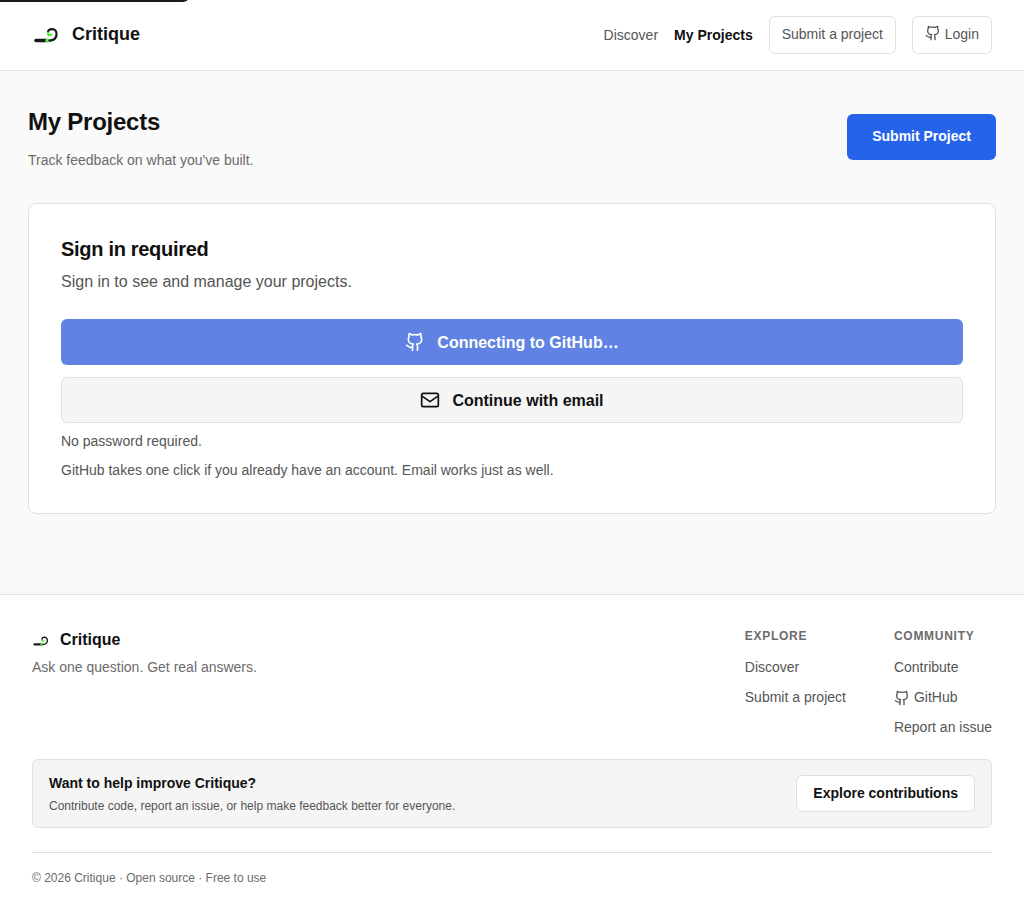 Critique
Discover
My Projects
Submit a project
Login
My Projects
Track feedback on what you've built.
Submit Project
Sign in required
Sign in to see and manage your projects.
Connecting to GitHub…
Continue with email
No password required.
GitHub takes one click if you already have an account. Email works just as well.
Critique
Ask one question. Get real answers.
EXPLORE
Discover
Submit a project
COMMUNITY
Contribute
GitHub
Report an issue
Want to help improve Critique?
Contribute code, report an issue, or help make feedback better for everyone.
Explore contributions
© 2026 Critique · Open source · Free to use